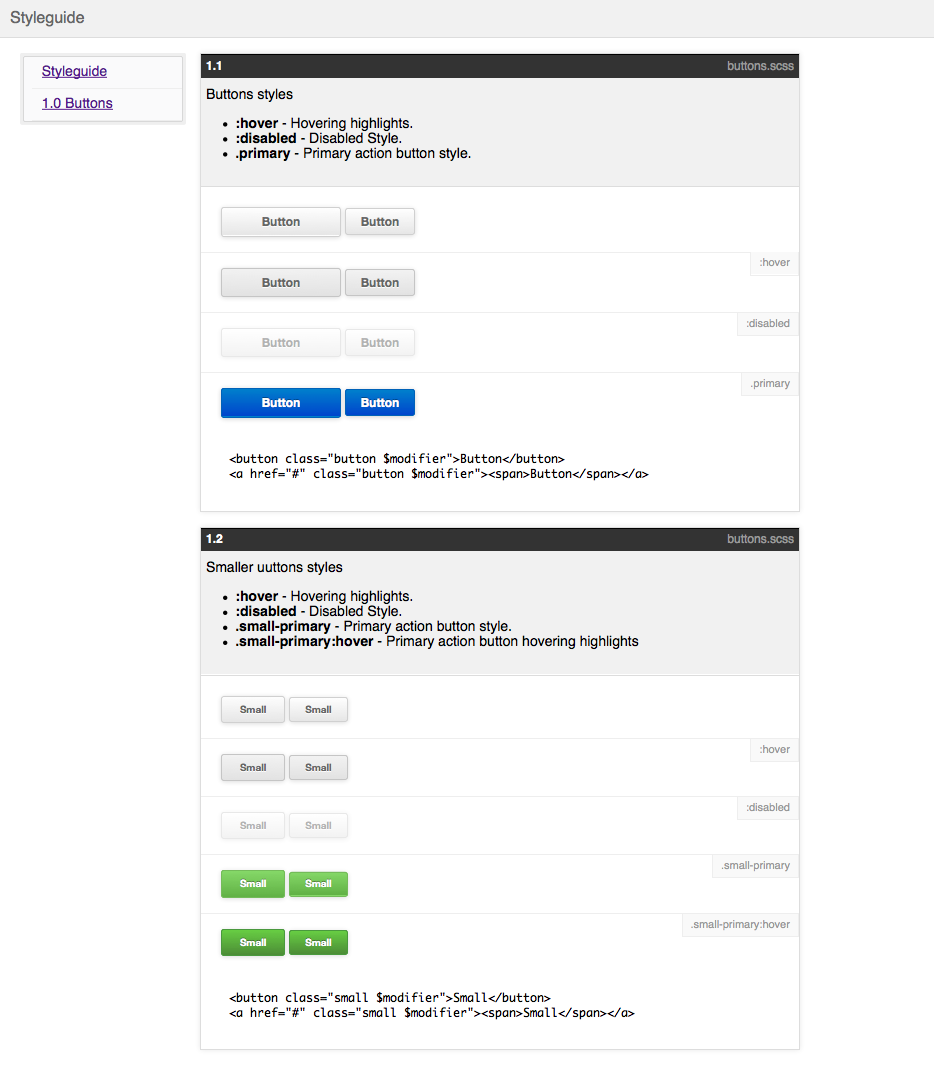 Styleguide
Styleguide
1.0 Buttons
1.1 buttons.scss
Buttons styles
:hover - Hovering highlights.
:disabled - Disabled Style.
.primary - Primary action button style.
Button Button
:hover
Button Button
:disabled
Button Button
.primary
Button Button
<button class="button $modifier">Button</button>
<a href="#" class="button $modifier"><span>Button</span></a>
1.2 buttons.scss
Smaller uuttons styles
:hover - Hovering highlights.
:disabled - Disabled Style.
.small-primary - Primary action button style.
.small-primary:hover - Primary action button hovering highlights
Small Small
:hover
Small Small
:disabled
Small Small
.small-primary
Small Small
.small-primary:hover
Small Small
<button class="small $modifier">Small</button>
<a href="#" class="small $modifier"><span>Small</span></a>